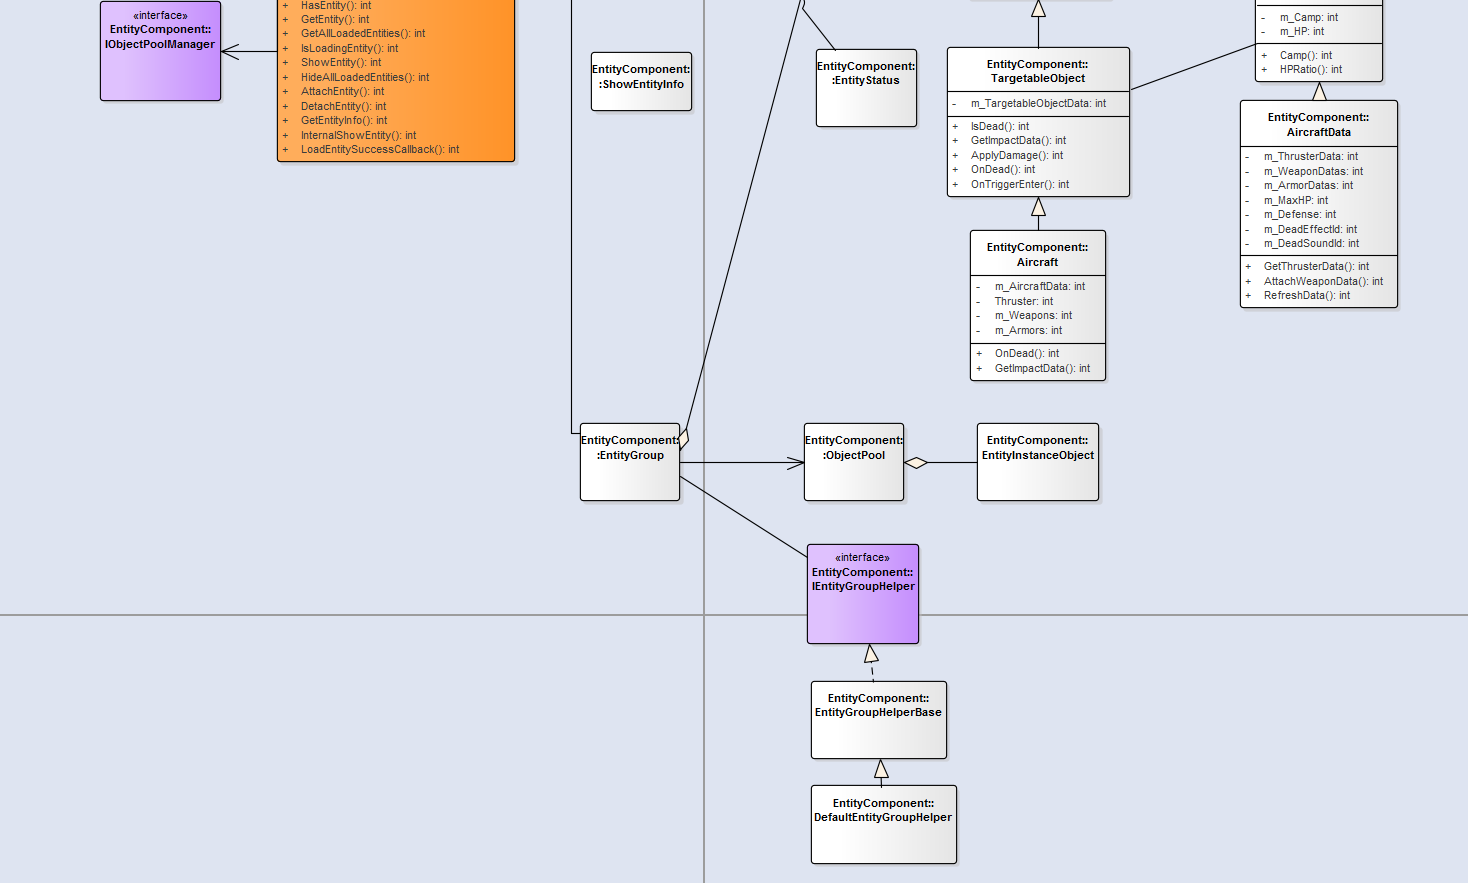 «interface»
EntityComponent::
IObjectPoolManager
+ HasEntity(): int
+ GetEntity(): int
+ GetAllLoadedEntities(): int
+ IsLoadingEntity(): int
+ ShowEntity(): int
+ HideAllLoadedEntities(): int
+ AttachEntity(): int
+ DetachEntity(): int
+ GetEntityInfo(): int
+ InternalShowEntity(): int
+ LoadEntitySuccessCallback(): int
EntityComponent:
:ShowEntityInfo
EntityComponent:
:EntityStatus
EntityComponent::
TargetableObject
- m_TargetableObjectData: int
+ IsDead(): int
+ GetImpactData(): int
+ ApplyDamage(): int
+ OnDead(): int
+ OnTriggerEnter(): int
- m_Camp: int
- m_HP: int
+ Camp(): int
+ HPRatio(): int
EntityComponent::
AircraftData
- m_ThrusterData: int
- m_WeaponDatas: int
- m_ArmorDatas: int
- m_MaxHP: int
- m_Defense: int
- m_DeadEffectId: int
- m_DeadSoundId: int
+ GetThrusterData(): int
+ AttachWeaponData(): int
+ RefreshData(): int
EntityComponent::
Aircraft
- m_AircraftData: int
- Thruster: int
- m_Weapons: int
- m_Armors: int
+ OnDead(): int
+ GetImpactData(): int
EntityComponent:
:EntityGroup
EntityComponent:
:ObjectPool
EntityComponent::
EntityInstanceObject
«interface»
EntityComponent::
IEntityGroupHelper
EntityComponent::
EntityGroupHelperBase
EntityComponent::
DefaultEntityGroupHelper